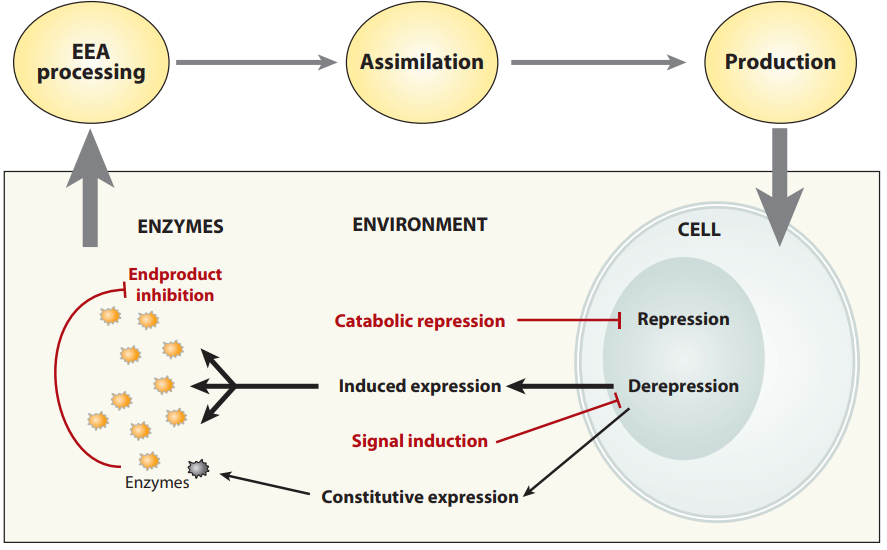 EEA
processing
Assimilation
Production
ENZYMES
ENVIRONMENT
CELL
Endproduct
inhibition
Catabolic repression
Repression
Induced expression
Derepression
Signal induction
Enzymes
Constitutive expression